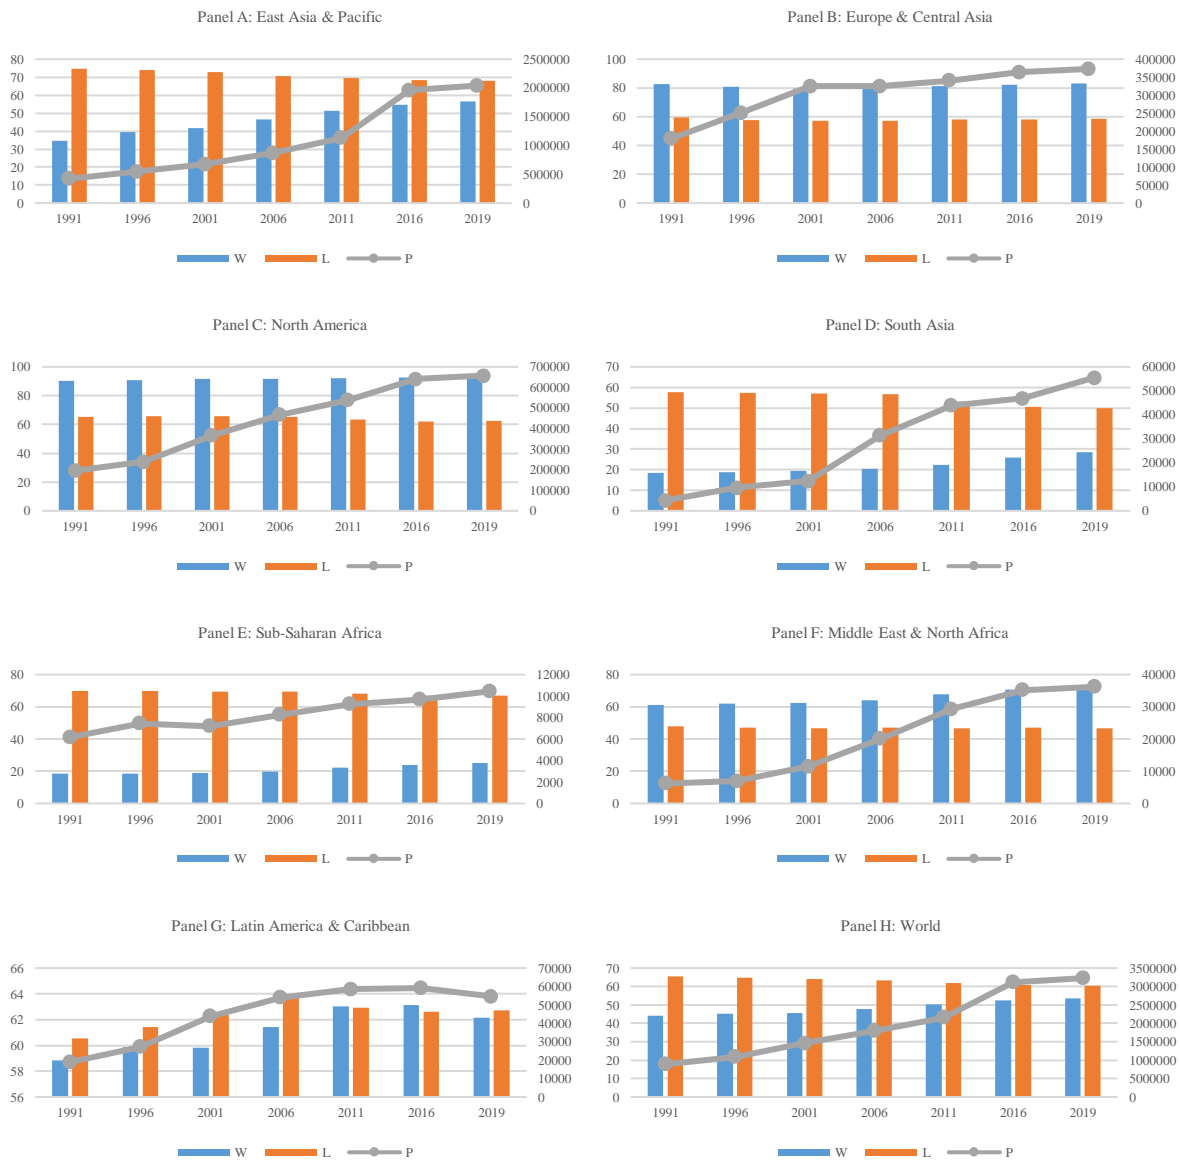 Panel A: East Asia & Pacific
80 70 60 50 40 30 20 10 0
2500000 2000000 1500000 1000000 500000 0
1991 1996 2001 2006 2011 2016 2019
W L P
Panel B: Europe & Central Asia
100 80 60 40 20 0
400000 350000 300000 250000 200000 150000 100000 50000 0
1991 1996 2001 2006 2011 2016 2019
W L P
Panel C: North America
100 80 60 40 20 0
700000 600000 500000 400000 300000 200000 100000 0
1991 1996 2001 2006 2011 2016 2019
W L P
Panel D: South Asia
70 60 50 40 30 20 10 0
60000 50000 40000 30000 20000 10000 0
1991 1996 2001 2006 2011 2016 2019
W L P
Panel E: Sub-Saharan Africa
80 60 40 20 0
12000 10000 8000 6000 4000 2000 0
1991 1996 2001 2006 2011 2016 2019
W L P
Panel F: Middle East & North Africa
80 60 40 20 0
40000 30000 20000 10000 0
1991 1996 2001 2006 2011 2016 2019
W L P
Panel G: Latin America & Caribbean
66 64 62 60 58 56
70000 60000 50000 40000 30000 20000 10000 0
1991 1996 2001 2006 2011 2016 2019
W L P
Panel H: World
70 60 50 40 30 20 10 0
3500000 3000000 2500000 2000000 1500000 1000000 500000 0
1991 1996 2001 2006 2011 2016 2019
W L P